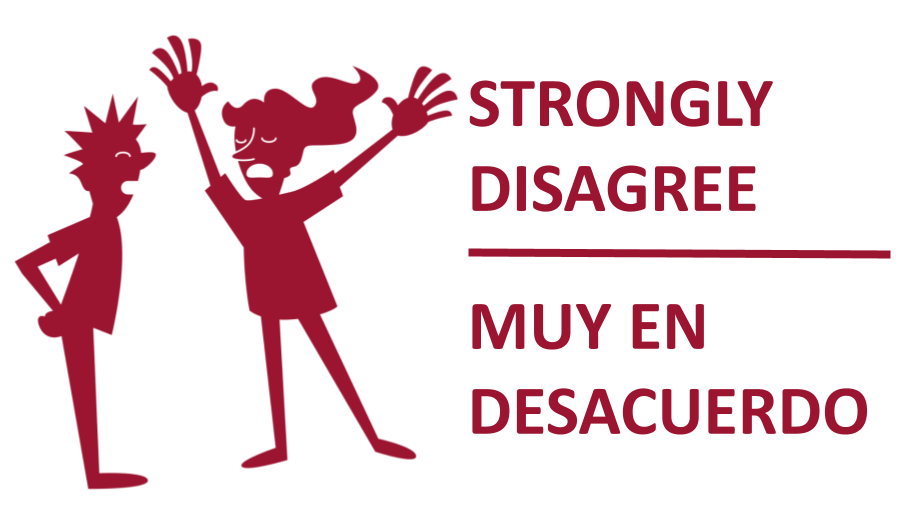 STRONGLY
DISAGREE
MUY EN
DESACUERDO